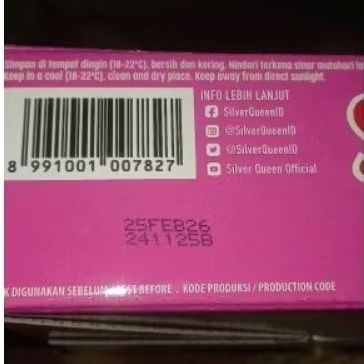 Simpan di tempat dingin (18-22°C), bersih dan kering. Hindari terkena sinar matahari
Keep in a cool (18-22°C), clean and dry place. Keep away from direct sunlight.
INFO LEBIH LANJUT
SilverQueenID
@SilverQueenID
@SilverQueenID
Silver Queen Official
8 991001 007827
25FEB26
241125B
K DIGUNAKAN SEBELUM BEST BEFORE . KODE PRODUKSI / PRODUCTION CODE